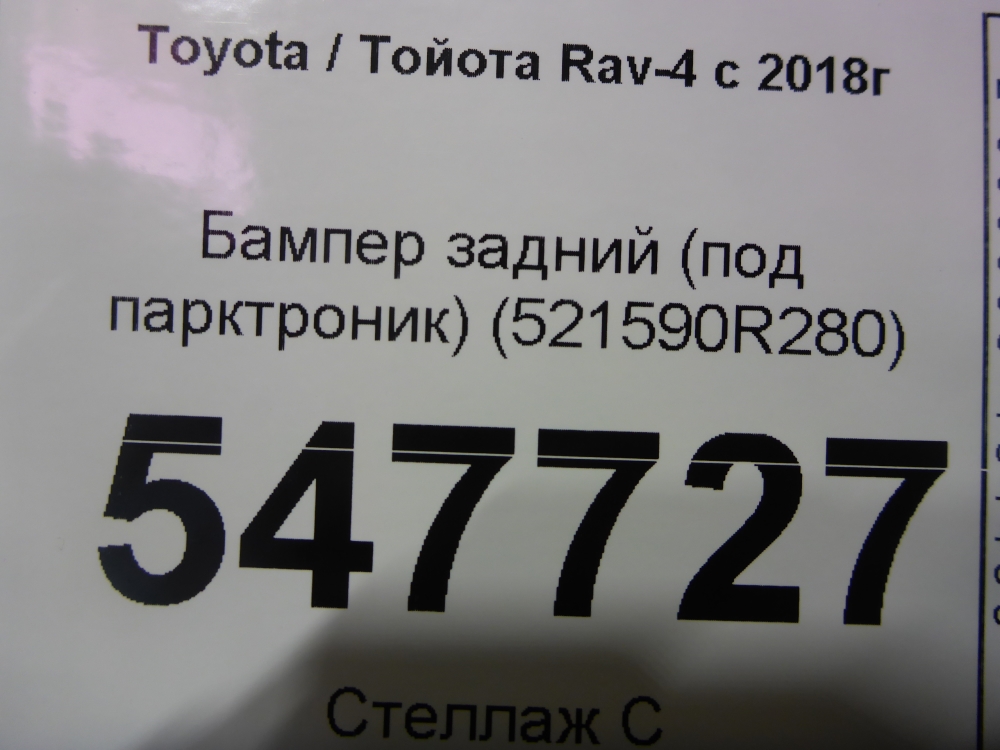 Toyota / Тойота Rav-4 с 2018г
Бампер задний (под
парктроник) (521590R280)
547727
Стеллаж С